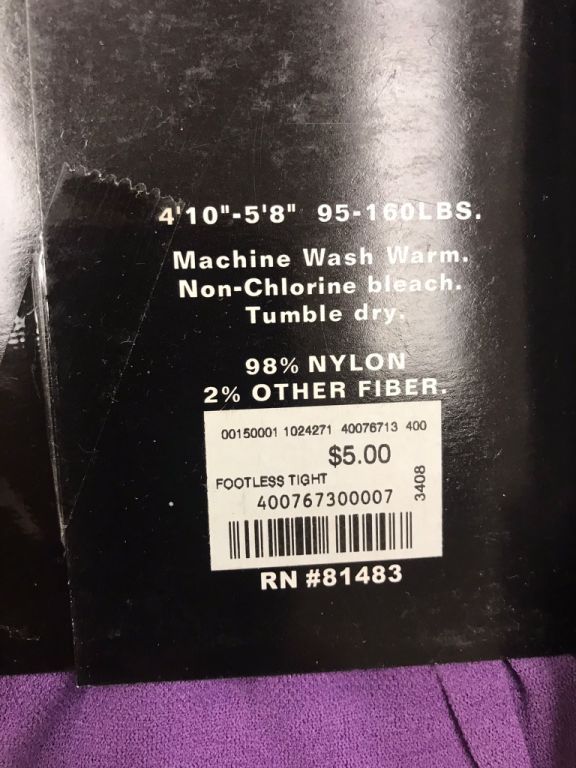 4'10"-5'8" 95-160LBS.
Machine Wash Warm.
Non-Chlorine bleach.
Tumble dry.
98% NYLON
2% OTHER FIBER.
00150001 1024271 40076713 400
$5.00
FOOTLESS TIGHT
400767300007
3408
RN #81483